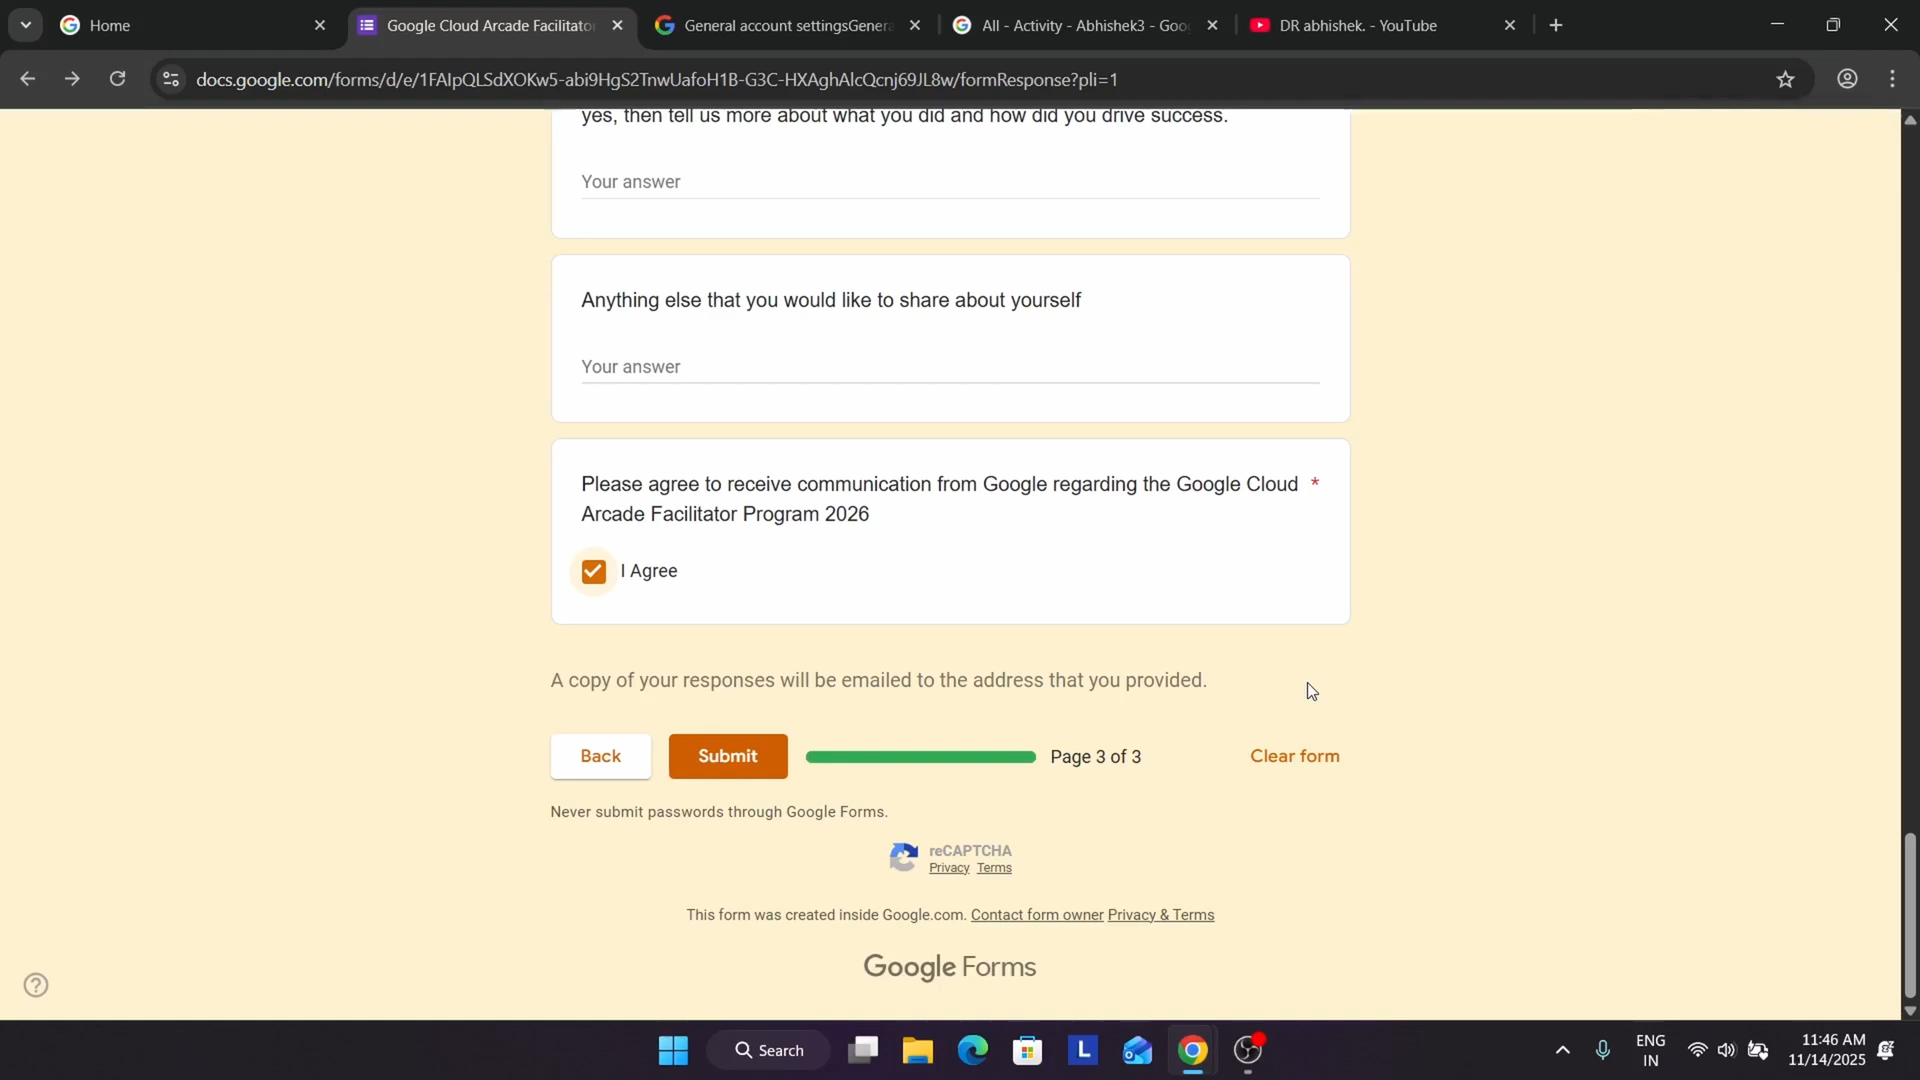 Home
Google Cloud Arcade Facilitator
General account settingsGenera
All - Activity - Abhishek3 - Goo
DR abhishek. - YouTube
docs.google.com/forms/d/e/1FAIpQLSdXOKw5-abi9HgS2TnwUafoH1B-G3C-HXAghAlcQcnj69JL8w/formResponse?pli=1
yes, then tell us more about what you did and how did you drive success.
Your answer
Anything else that you would like to share about yourself
Your answer
Please agree to receive communication from Google regarding the Google Cloud *
Arcade Facilitator Program 2026
I Agree
A copy of your responses will be emailed to the address that you provided.
Back
Submit
Page 3 of 3
Clear form
Never submit passwords through Google Forms.
reCAPTCHA
Privacy Terms
This form was created inside Google.com. Contact form owner Privacy & Terms
Google Forms
Search
L
ENG
IN
11:46 AM
11/14/2025